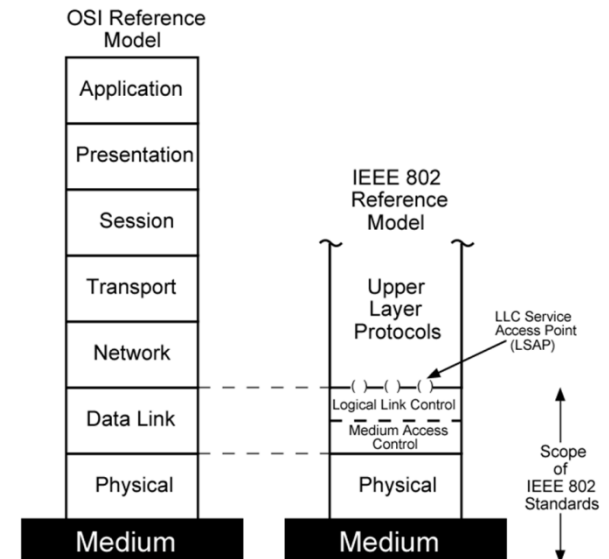 OSI Reference
Model
Application
Presentation
Session
Transport
Network
Data Link
Physical
Medium
IEEE 802
Reference
Model
Upper
Layer
Protocols
LLC Service
Access Point
(LSAP)
Logical Link Control
Medium Access
Control
Physical
Medium
Scope
of
IEEE 802
Standards